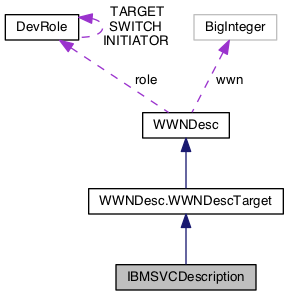 TARGET
SWITCH
INITIATOR
DevRole
BigInteger
role
wwn
WWNDesc
WWNDesc.WWNDescTarget
IBMSVCDescription